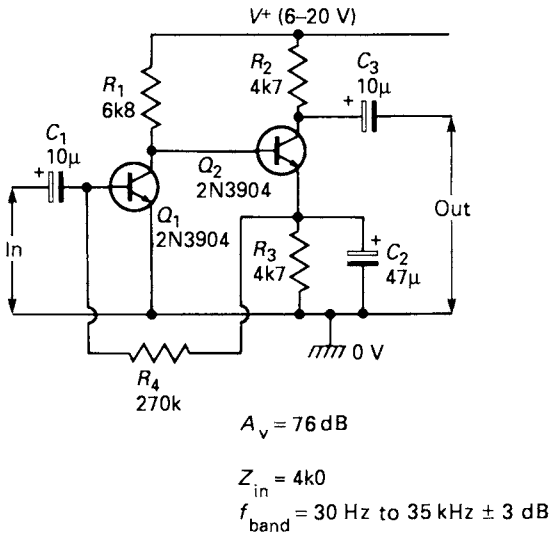 V+ (6–20 V)
R1
6k8
R2
4k7
C3
10μ
+
C1
10μ
+
Q2
2N3904
Q1
2N3904
In
Out
R3
4k7
+
C2
47μ
0 V
R4
270k
Av = 76 dB
Zin = 4k0
fband = 30 Hz to 35 kHz ± 3 dB